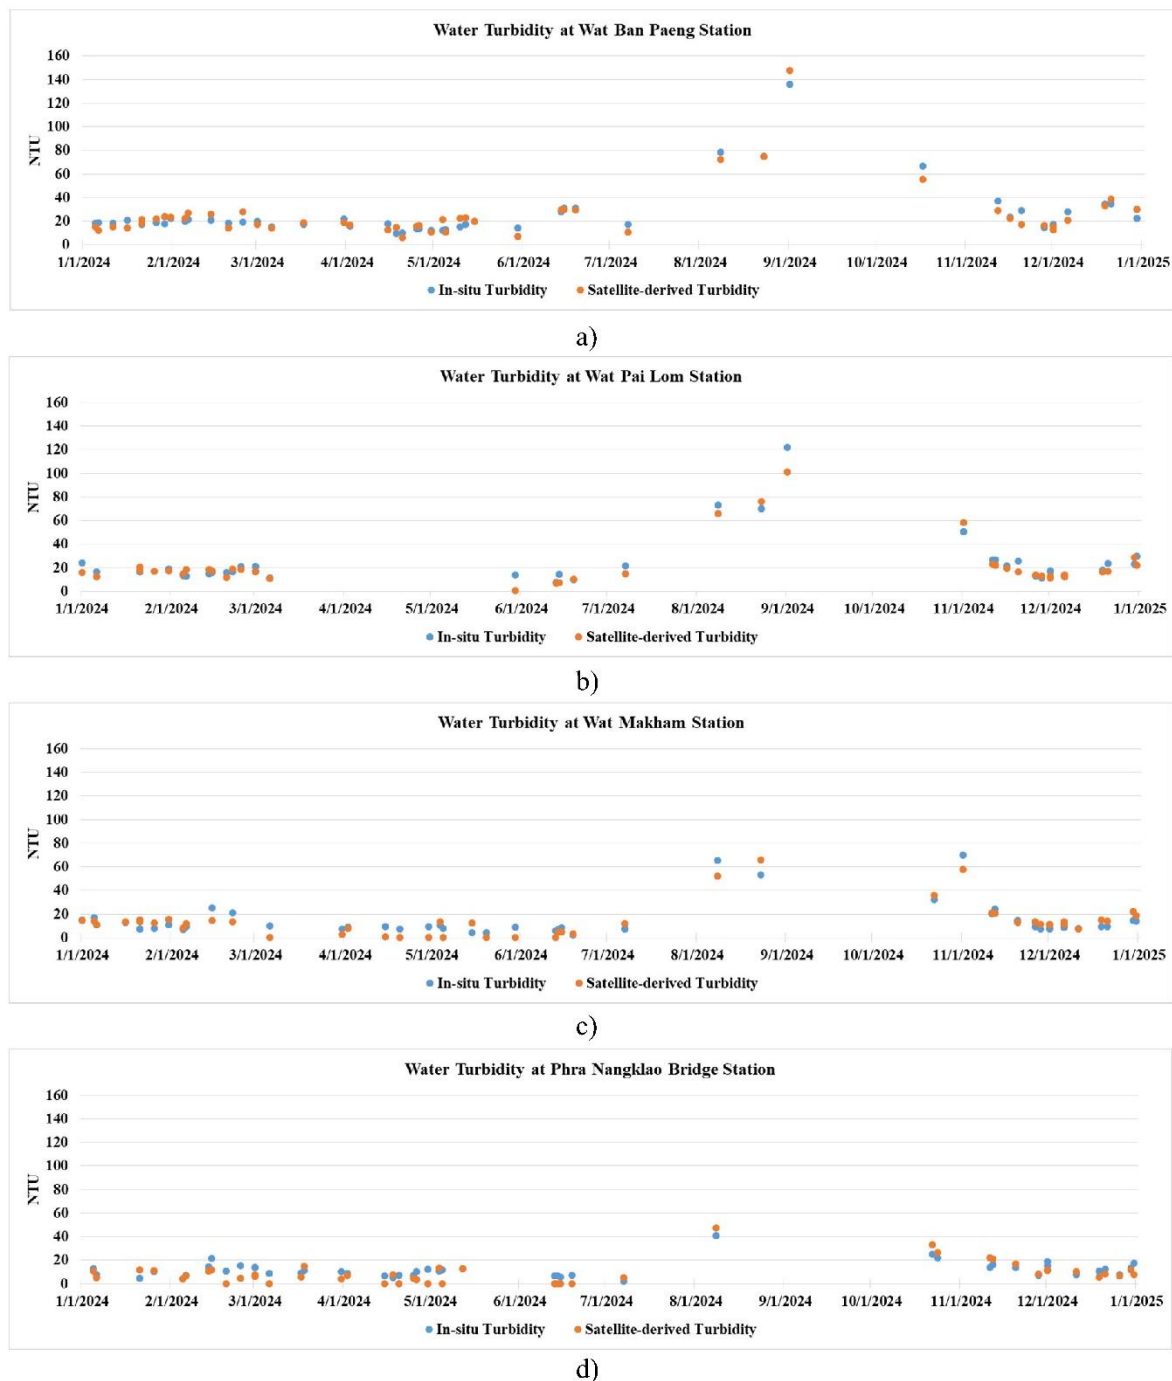 Water Turbidity at Wat Ban Paeng Station
160
140
120
100
80
60
40
20
0
NTU
1/1/2024 2/1/2024 3/1/2024 4/1/2024 5/1/2024 6/1/2024 7/1/2024 8/1/2024 9/1/2024 10/1/2024 11/1/2024 12/1/2024 1/1/2025
In-situ Turbidity Satellite-derived Turbidity
a)
Water Turbidity at Wat Pai Lom Station
160
140
120
100
80
60
40
20
0
NTU
1/1/2024 2/1/2024 3/1/2024 4/1/2024 5/1/2024 6/1/2024 7/1/2024 8/1/2024 9/1/2024 10/1/2024 11/1/2024 12/1/2024 1/1/2025
In-situ Turbidity Satellite-derived Turbidity
b)
Water Turbidity at Wat Makham Station
160
140
120
100
80
60
40
20
0
NTU
1/1/2024 2/1/2024 3/1/2024 4/1/2024 5/1/2024 6/1/2024 7/1/2024 8/1/2024 9/1/2024 10/1/2024 11/1/2024 12/1/2024 1/1/2025
In-situ Turbidity Satellite-derived Turbidity
c)
Water Turbidity at Phra Nangklao Bridge Station
160
140
120
100
80
60
40
20
0
NTU
1/1/2024 2/1/2024 3/1/2024 4/1/2024 5/1/2024 6/1/2024 7/1/2024 8/1/2024 9/1/2024 10/1/2024 11/1/2024 12/1/2024 1/1/2025
In-situ Turbidity Satellite-derived Turbidity
d)